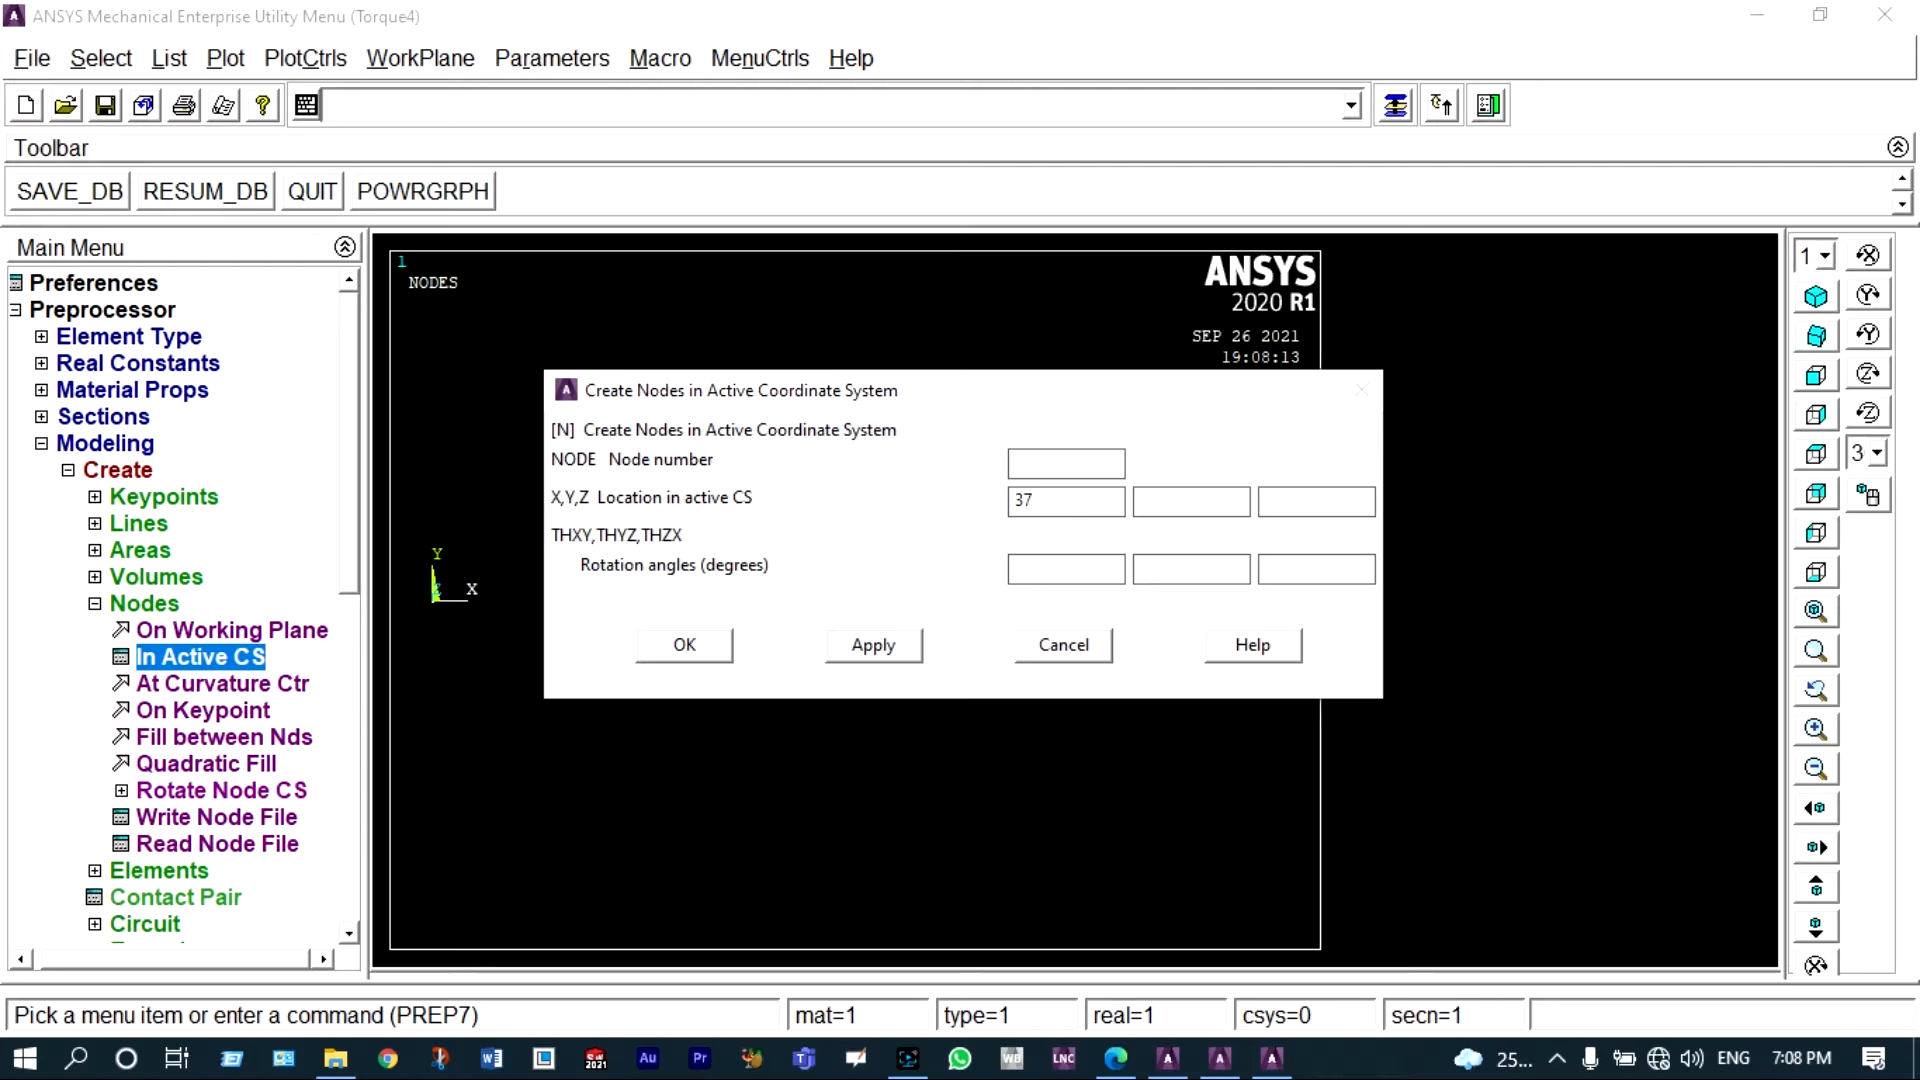 ANSYS Mechanical Enterprise Utility Menu (Torque4)
File Select List Plot PlotCtrls WorkPlane Parameters Macro MenuCtrls Help
Toolbar
SAVE_DB RESUM_DB QUIT POWRGRPH
Main Menu
Preferences
Preprocessor
Element Type
Real Constants
Material Props
Sections
Modeling
Create
Keypoints
Lines
Areas
Volumes
Nodes
On Working Plane
In Active CS
At Curvature Ctr
On Keypoint
Fill between Nds
Quadratic Fill
Rotate Node CS
Write Node File
Read Node File
Elements
Contact Pair
Circuit
1
NODES
ANSYS
2020 R1
SEP 26 2021
19:08:13
Y
X
Create Nodes in Active Coordinate System
[N] Create Nodes in Active Coordinate System
NODE Node number
X,Y,Z Location in active CS 37
THXY,THYZ,THZX
Rotation angles (degrees)
OK Apply Cancel Help
1
3
Pick a menu item or enter a command (PREP7) mat=1 type=1 real=1 csys=0 secn=1
2021 Au Pr WB LNC 25... ENG 7:08 PM